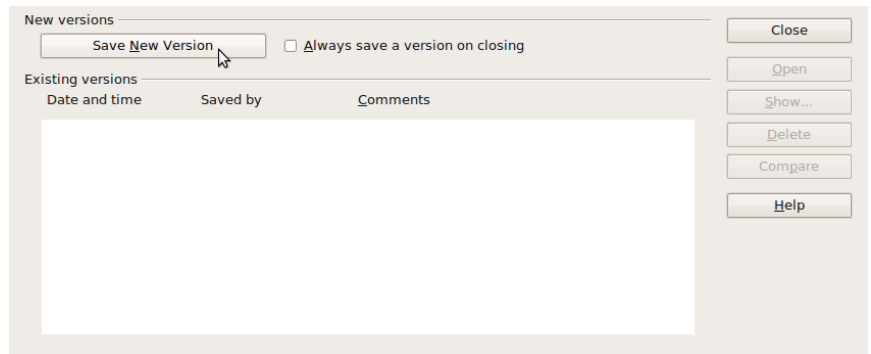 New versions
Save New Version
Always save a version on closing
Existing versions
Date and time Saved by Comments
Close
Open
Show...
Delete
Compare
Help